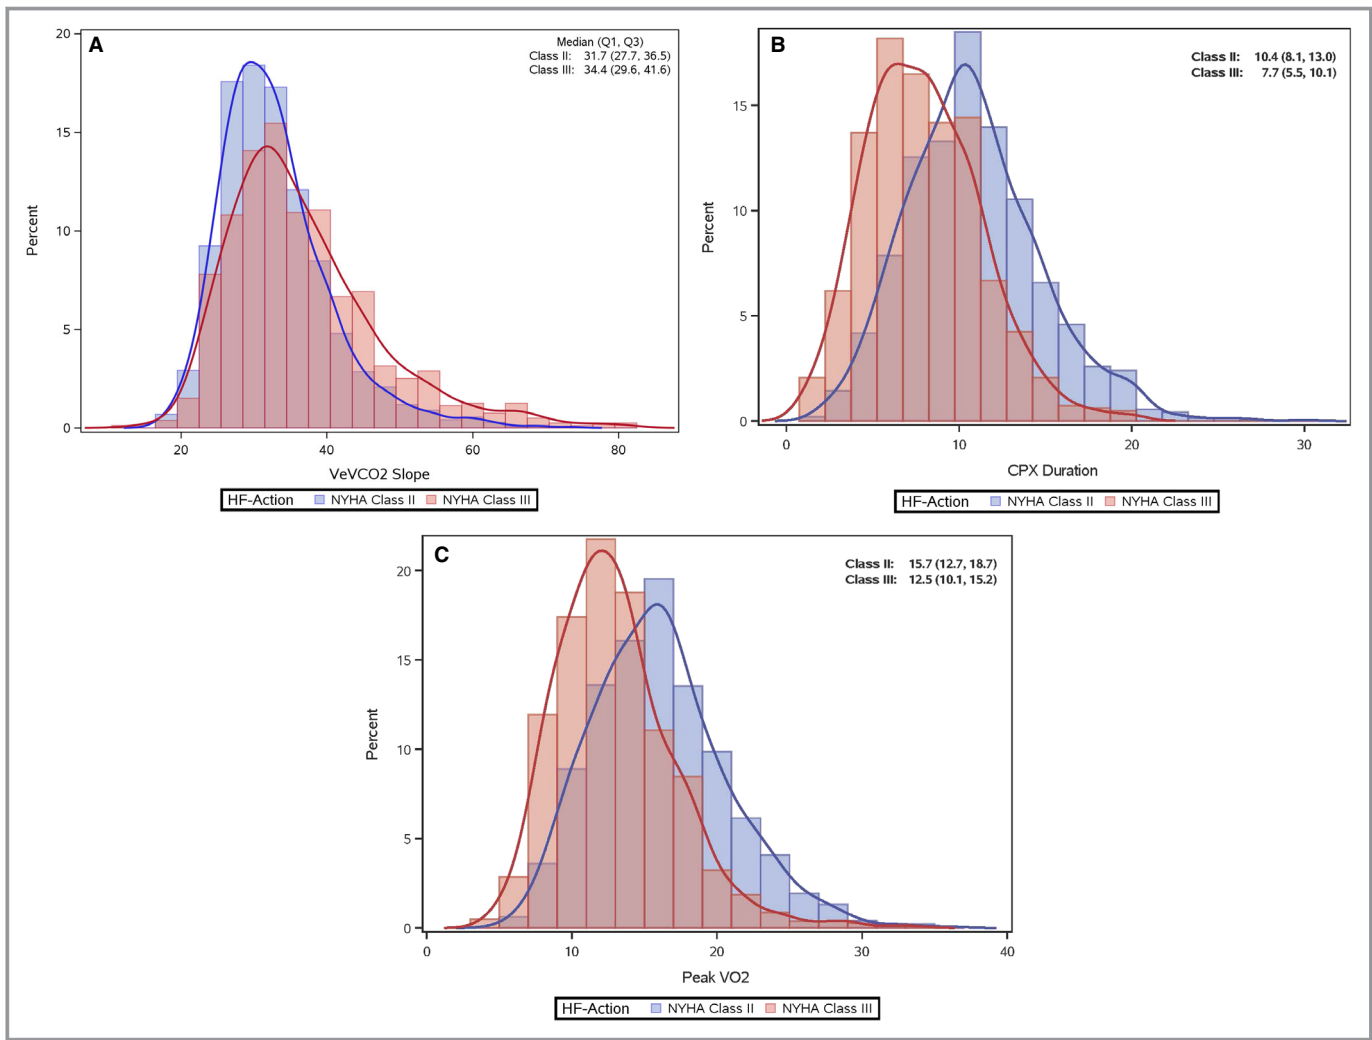 A
Median (Q1, Q3)
Class II: 31.7 (27.7, 36.5)
Class III: 34.4 (29.6, 41.6)
20
15
10
5
0
Percent
20 40 60 80
VeVCO2 Slope
HF-Action NYHA Class II NYHA Class III
B
Class II: 10.4 (8.1, 13.0)
Class III: 7.7 (5.5, 10.1)
15
10
5
0
Percent
0 10 20 30
CPX Duration
HF-Action NYHA Class II NYHA Class III
C
Class II: 15.7 (12.7, 18.7)
Class III: 12.5 (10.1, 15.2)
20
15
10
5
0
Percent
0 10 20 30 40
Peak VO2
HF-Action NYHA Class II NYHA Class III